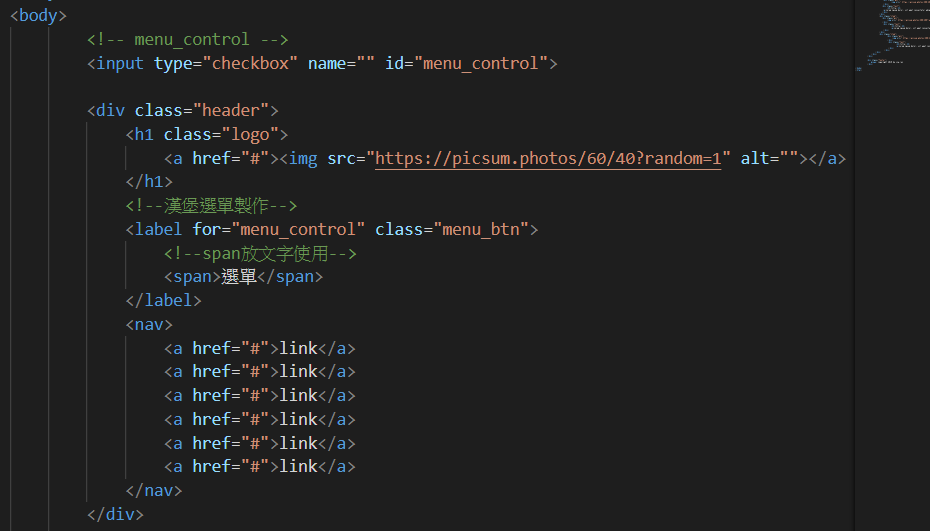 <body>
<!-- menu_control -->
<input type="checkbox" name="" id="menu_control">
<div class="header">
<h1 class="logo">
<a href="#"><img src="https://picsum.photos/60/40?random=1" alt=""></a>
</h1>
<!--漢堡選單製作-->
<label for="menu_control" class="menu_btn">
<!--span放文字使用-->
<span>選單</span>
</label>
<nav>
<a href="#">link</a>
<a href="#">link</a>
<a href="#">link</a>
<a href="#">link</a>
<a href="#">link</a>
<a href="#">link</a>
</nav>
</div>